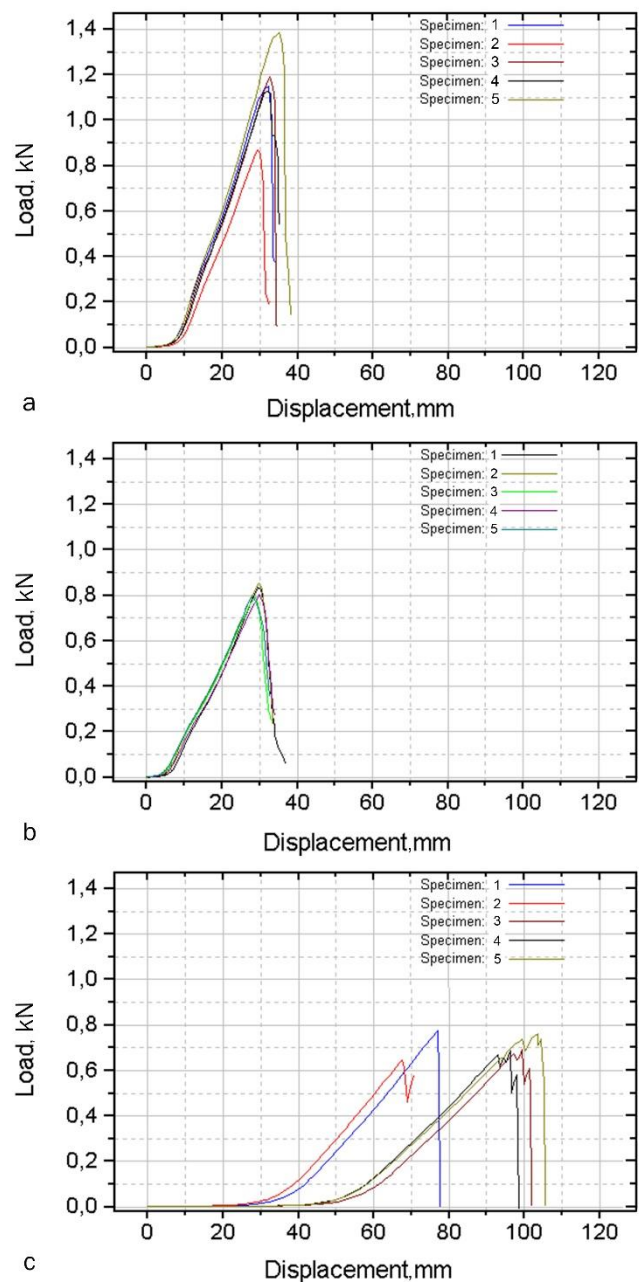 1,4
1,2
1,0
0,8
0,6
0,4
0,2
0,0
Load, kN
Specimen: 1
Specimen: 2
Specimen: 3
Specimen: 4
Specimen: 5
0 20 40 60 80 100 120
Displacement,mm
a
1,4
1,2
1,0
0,8
0,6
0,4
0,2
0,0
Load, kN
Specimen: 1
Specimen: 2
Specimen: 3
Specimen: 4
Specimen: 5
0 20 40 60 80 100 120
Displacement,mm
b
1,4
1,2
1,0
0,8
0,6
0,4
0,2
0,0
Load, kN
Specimen: 1
Specimen: 2
Specimen: 3
Specimen: 4
Specimen: 5
0 20 40 60 80 100 120
Displacement,mm
c